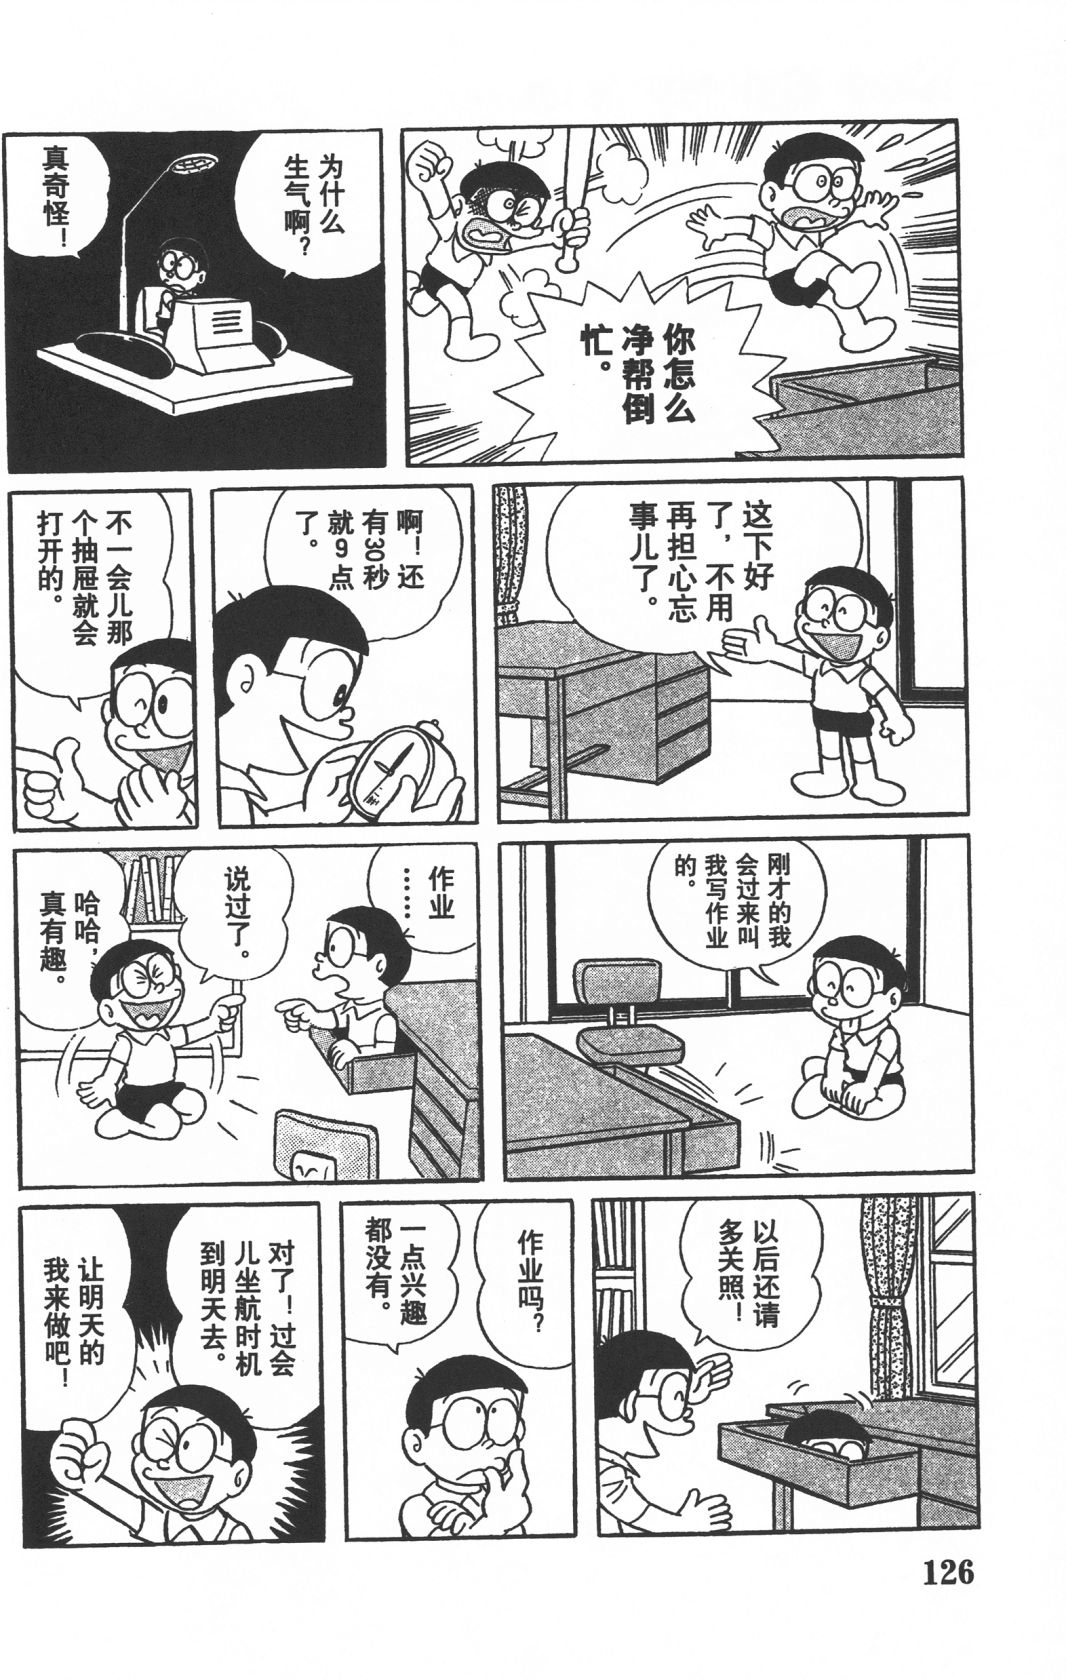 你怎么
净帮倒
忙。
为什么
生气啊？
真奇怪！
这下好
了，不用
再担心忘
事儿了。
啊！还
有30秒
就9点
了。
不一会儿那
个抽屉就会
打开的。
刚才的我
会过来叫
我写作业
的。
作业
……
说过了。
哈哈，
真有趣。
以后还请
多关照！
作业吗？
一点兴趣
都没有。
对了！过会
儿坐航时机
到明天去。
让明天的
我来做吧！
126